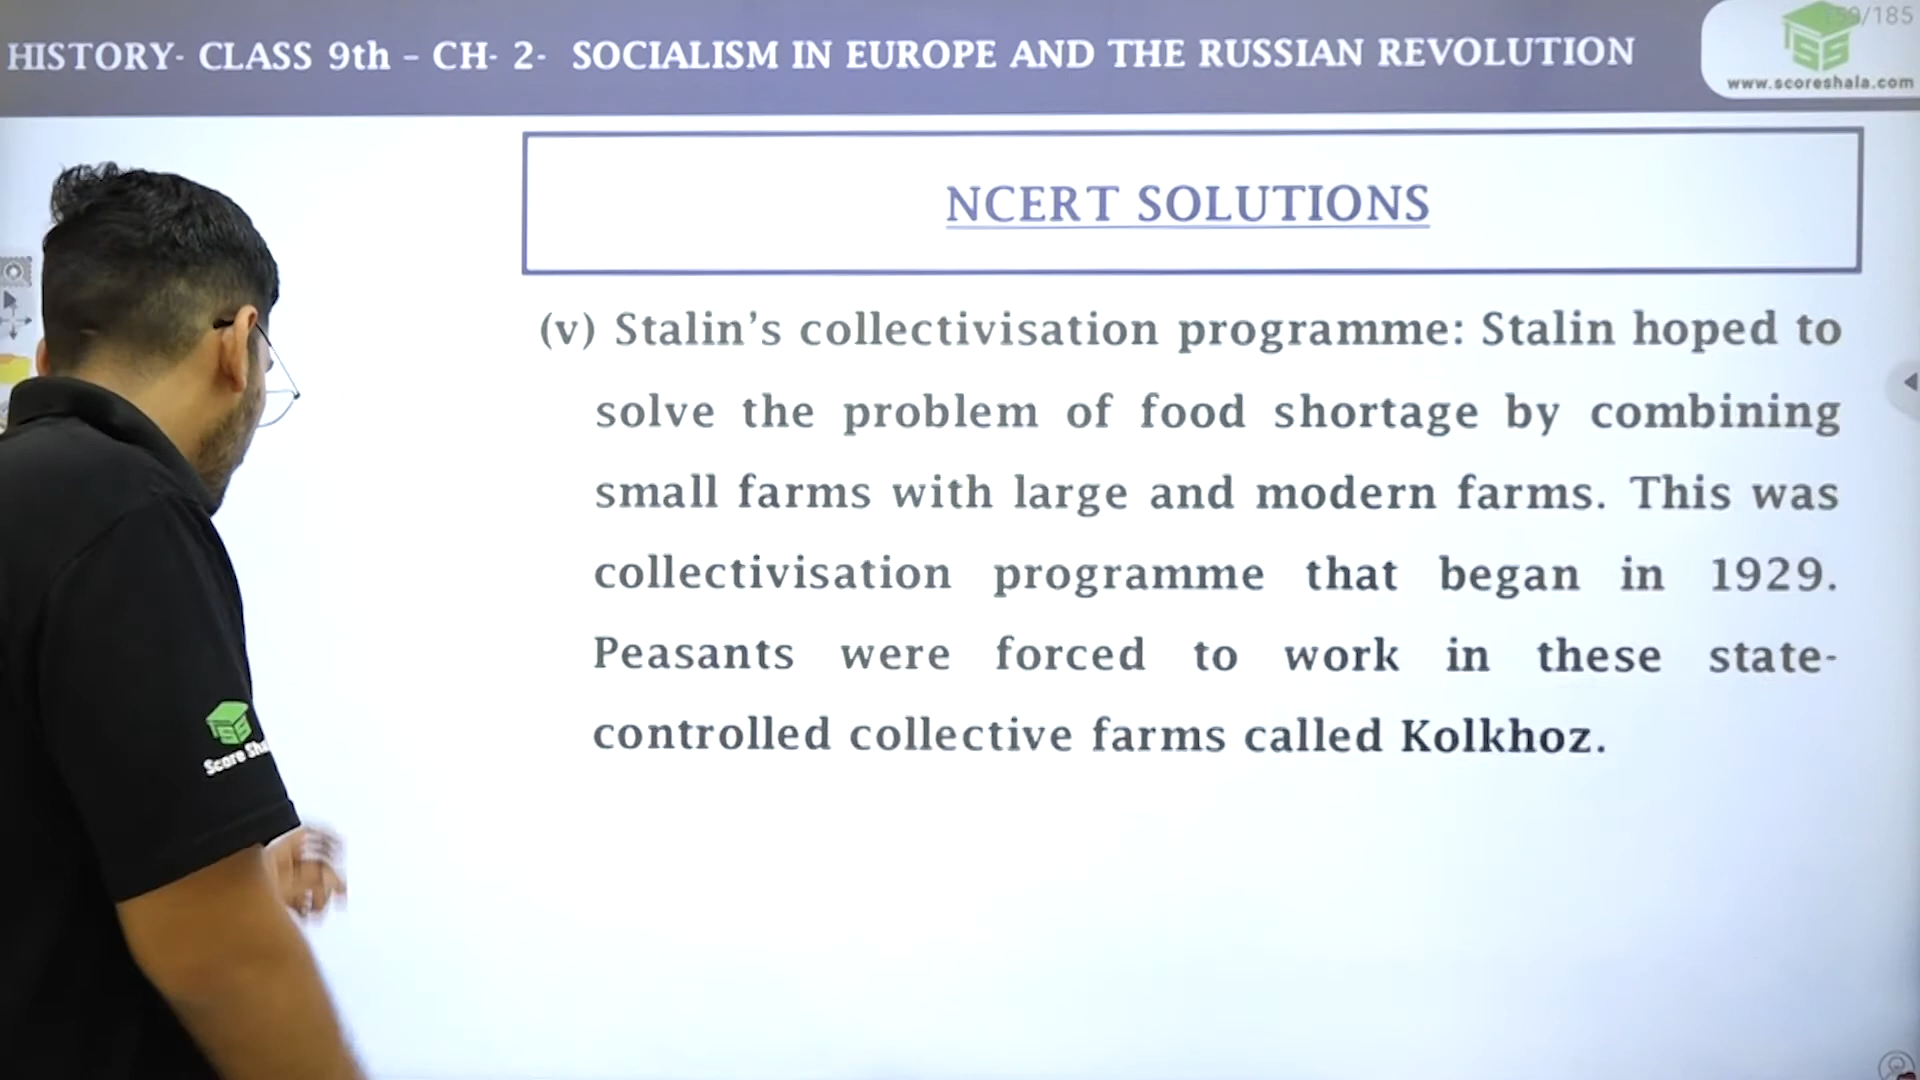 HISTORY- CLASS 9th – CH- 2- SOCIALISM IN EUROPE AND THE RUSSIAN REVOLUTION
/185
www.scoreshala.com
NCERT SOLUTIONS
(v) Stalin’s collectivisation programme: Stalin hoped to
solve the problem of food shortage by combining
small farms with large and modern farms. This was
collectivisation programme that began in 1929.
Peasants were forced to work in these state-
controlled collective farms called Kolkhoz.
Score